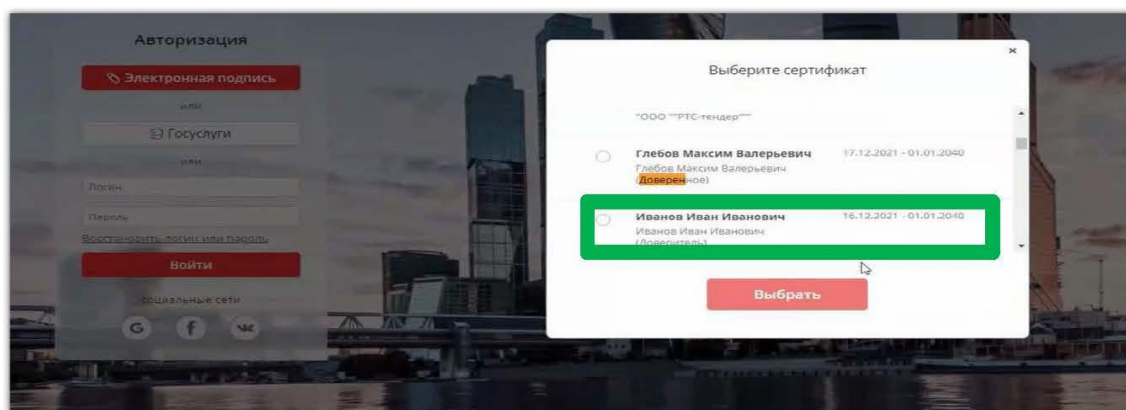 Авторизация
Электронная подпись
или
Госуслуги
или
Логин
Пароль
Восстановить логин или пароль
Войти
социальные сети
G f
Выберите сертификат
×
"ООО ""РТС-тендер"""
Глебов Максим Валерьевич 17.12.2021 - 01.01.2040
Глебов Максим Валерьевич
(Доверенное)
Иванов Иван Иванович 16.12.2021 - 01.01.2040
Иванов Иван Иванович
(Доверитель)
Выбрать